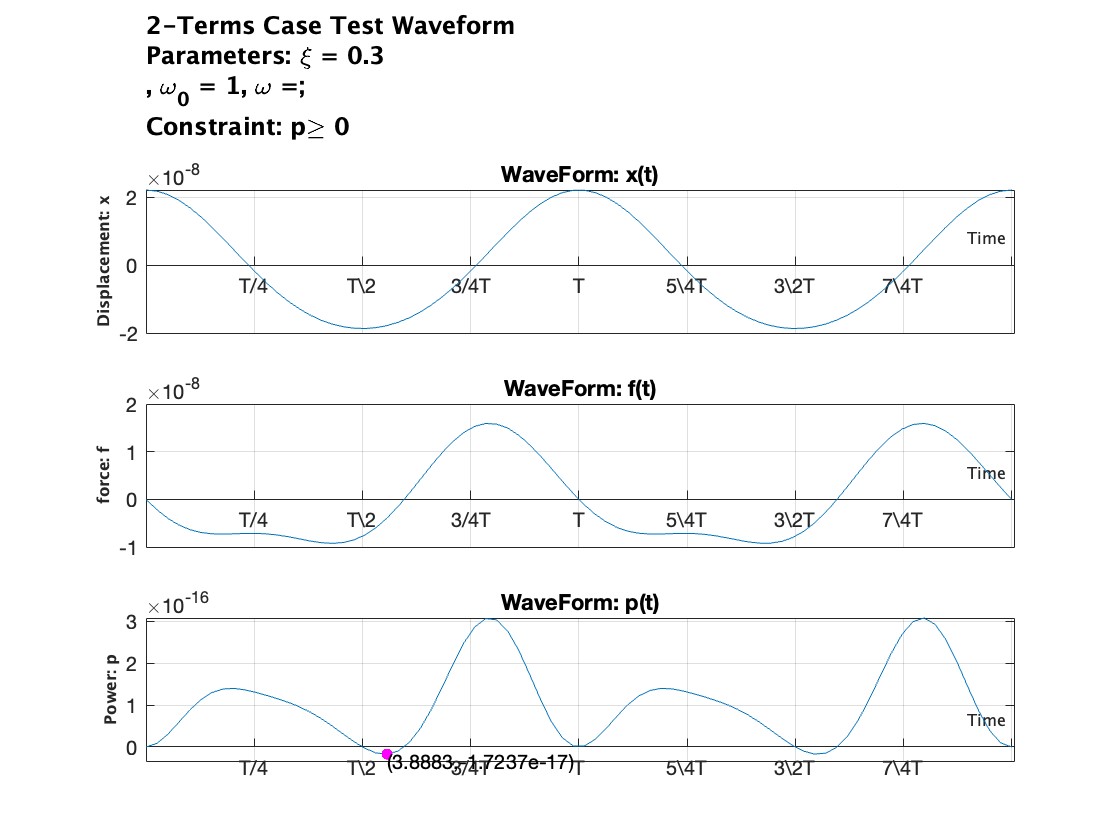 2-Terms Case Test Waveform
Parameters: ξ = 0.3
, ω0 = 1, ω =;
Constraint: p≥ 0
×10-8
WaveForm: x(t)
2
0
-2
Displacement: x
Time
T/4 T\2 3/4T T 5\4T 3\2T 7\4T
×10-8
WaveForm: f(t)
2
1
0
-1
force: f
Time
T/4 T\2 3/4T T 5\4T 3\2T 7\4T
×10-16
WaveForm: p(t)
3
2
1
0
Power: p
Time
(3.8883,-1.7237e-17)
T/4 T\2 3/4T T 5\4T 3\2T 7\4T